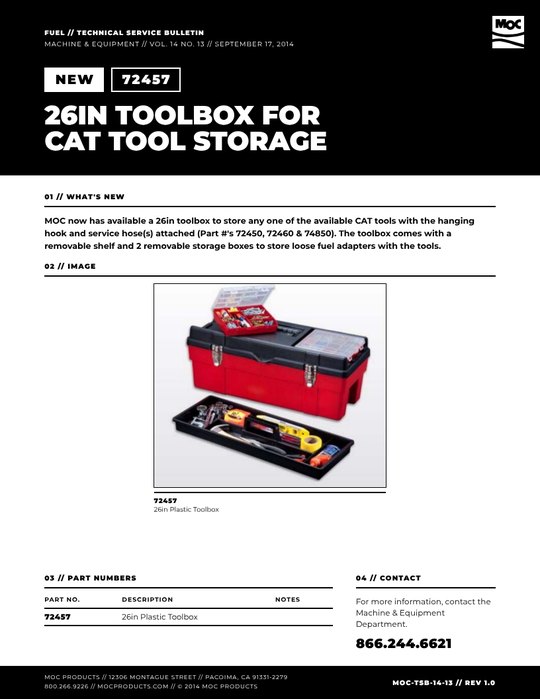 FUEL // TECHNICAL SERVICE BULLETIN
MACHINE & EQUIPMENT // VOL. 14 NO. 13 // SEPTEMBER 17, 2014
MOC
NEW 72457
26IN TOOLBOX FOR
CAT TOOL STORAGE
01 // WHAT'S NEW
MOC now has available a 26in toolbox to store any one of the available CAT tools with the hanging
hook and service hose(s) attached (Part #'s 72450, 72460 & 74850). The toolbox comes with a
removable shelf and 2 removable storage boxes to store loose fuel adapters with the tools.
02 // IMAGE
72457
26in Plastic Toolbox
03 // PART NUMBERS
PART NO. DESCRIPTION NOTES
72457 26in Plastic Toolbox
04 // CONTACT
For more information, contact the
Machine & Equipment
Department.
866.244.6621
MOC PRODUCTS // 12306 MONTAGUE STREET // PACOIMA, CA 91331-2279
800.266.9226 // MOCPRODUCTS.COM // © 2014 MOC PRODUCTS
MOC-TSB-14-13 // REV 1.0